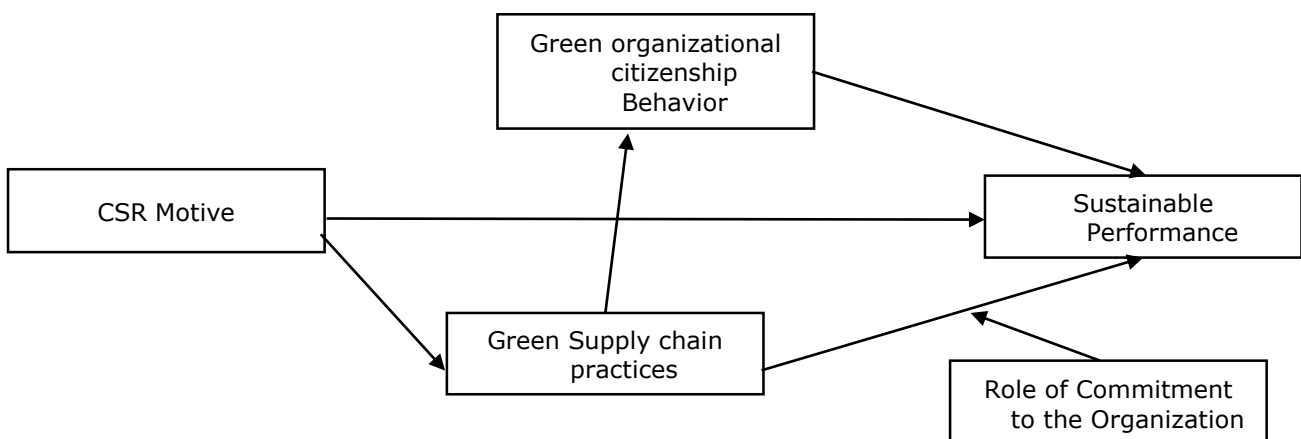 Green organizational
citizenship
Behavior
CSR Motive
Sustainable
Performance
Green Supply chain
practices
Role of Commitment
to the Organization